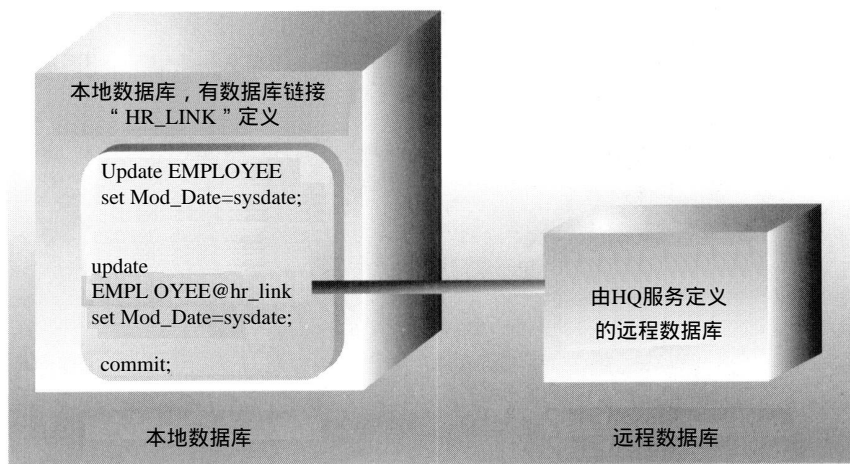 本地数据库，有数据库链接
“HR_LINK”定义
Update EMPLOYEE
set Mod_Date=sysdate;
update
EMPL OYEE@hr_link
set Mod_Date=sysdate;
commit;
由HQ服务定义
的远程数据库
本地数据库
远程数据库